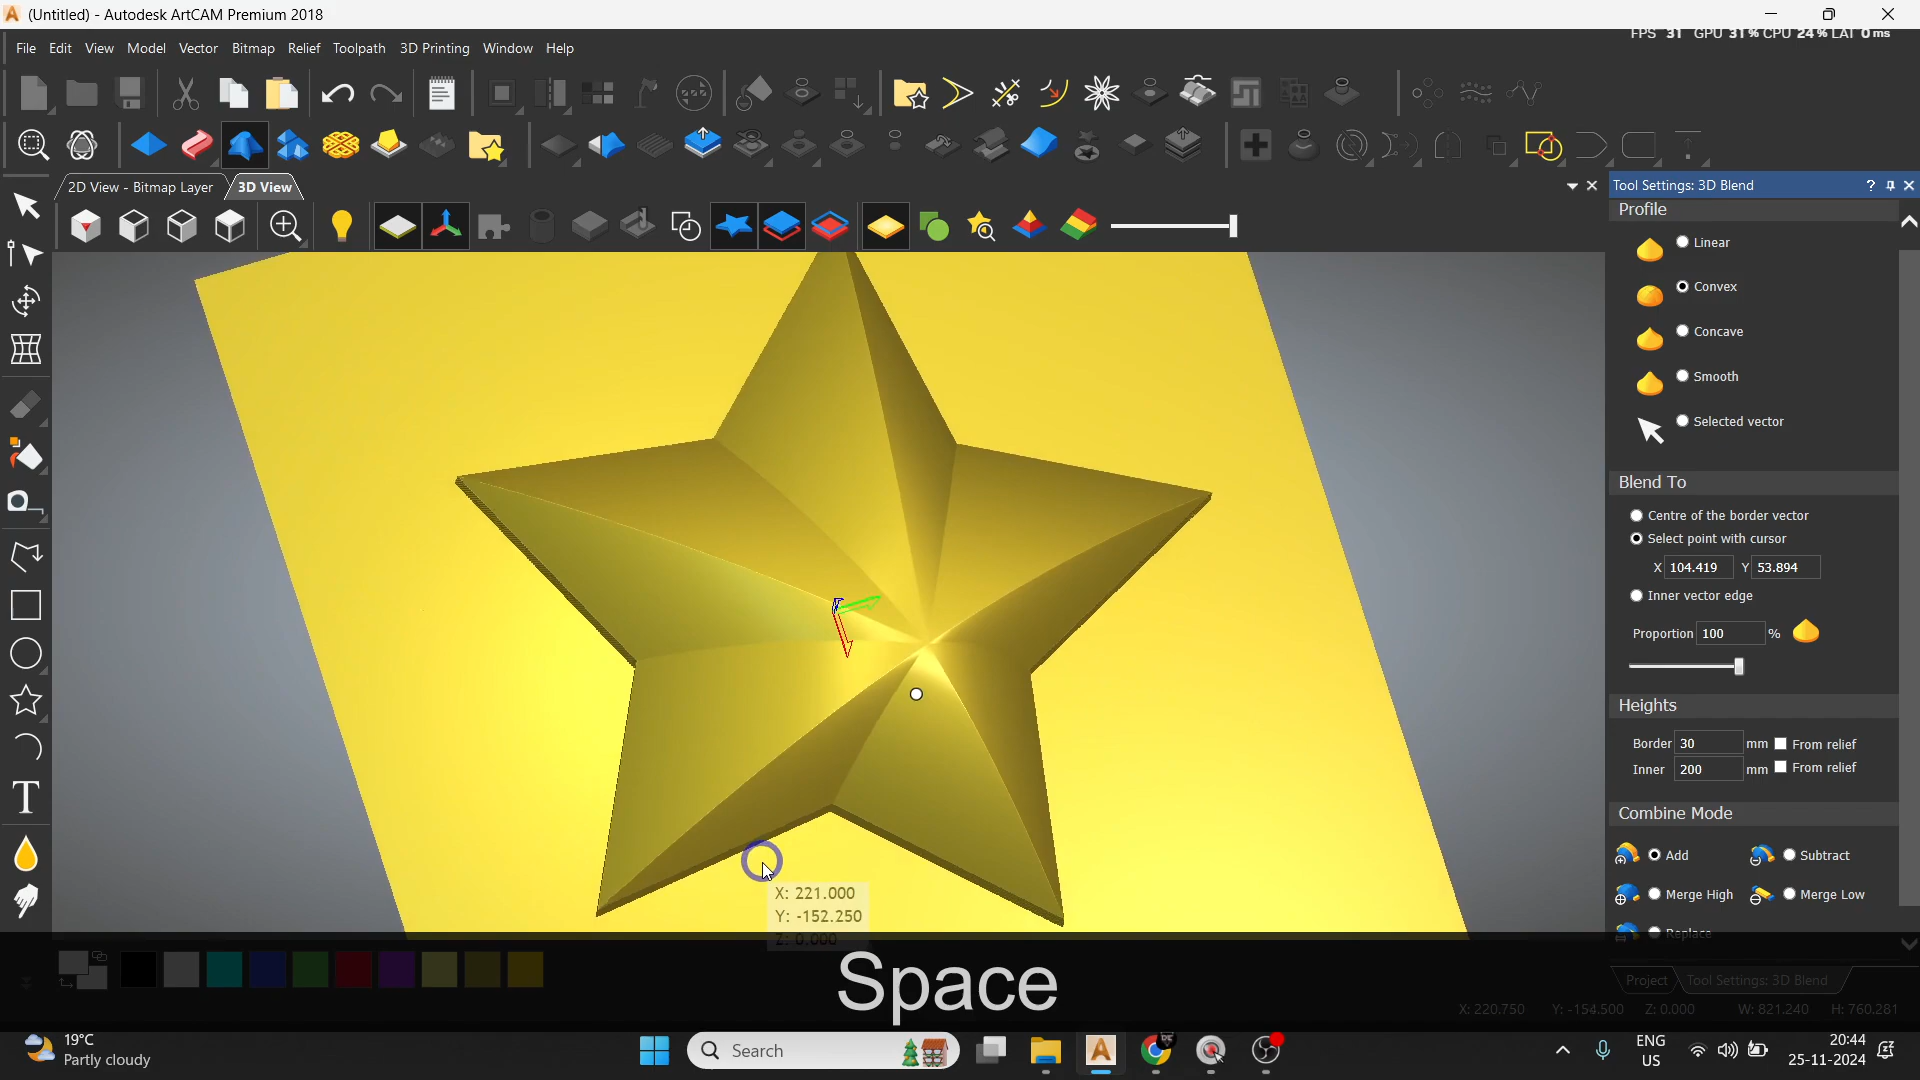 (Untitled) - Autodesk ArtCAM Premium 2018
FPS 31 GPU 31% CPU 24% LAT 0 ms
File Edit View Model Vector Bitmap Relief Toolpath 3D Printing Window Help
2D View - Bitmap Layer 3D View
Tool Settings: 3D Blend
Profile
Linear
Convex
Concave
Smooth
Selected vector
Blend To
Centre of the border vector
Select point with cursor
X 104.419 Y 53.894
Inner vector edge
Proportion 100 %
Heights
Border 30 mm From relief
Inner 200 mm From relief
Combine Mode
Add Subtract
Merge High Merge Low
Replace
X: 221.000
Y: -152.250
Z: 0.000
Space
Project Tool Settings: 3D Blend
X: 220.750 Y: -154.500 Z: 0.000 W: 821.240 H: 760.281
19°C
Partly cloudy
Search
ENG
US
20:44
25-11-2024